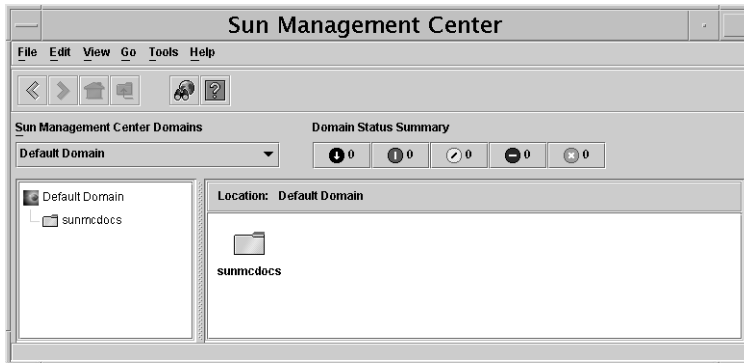 Sun Management Center
File Edit View Go Tools Help
?
Sun Management Center Domains
Domain Status Summary
Default Domain
0 0 0 0 0
Default Domain
sunmcdocs
Location: Default Domain
sunmcdocs